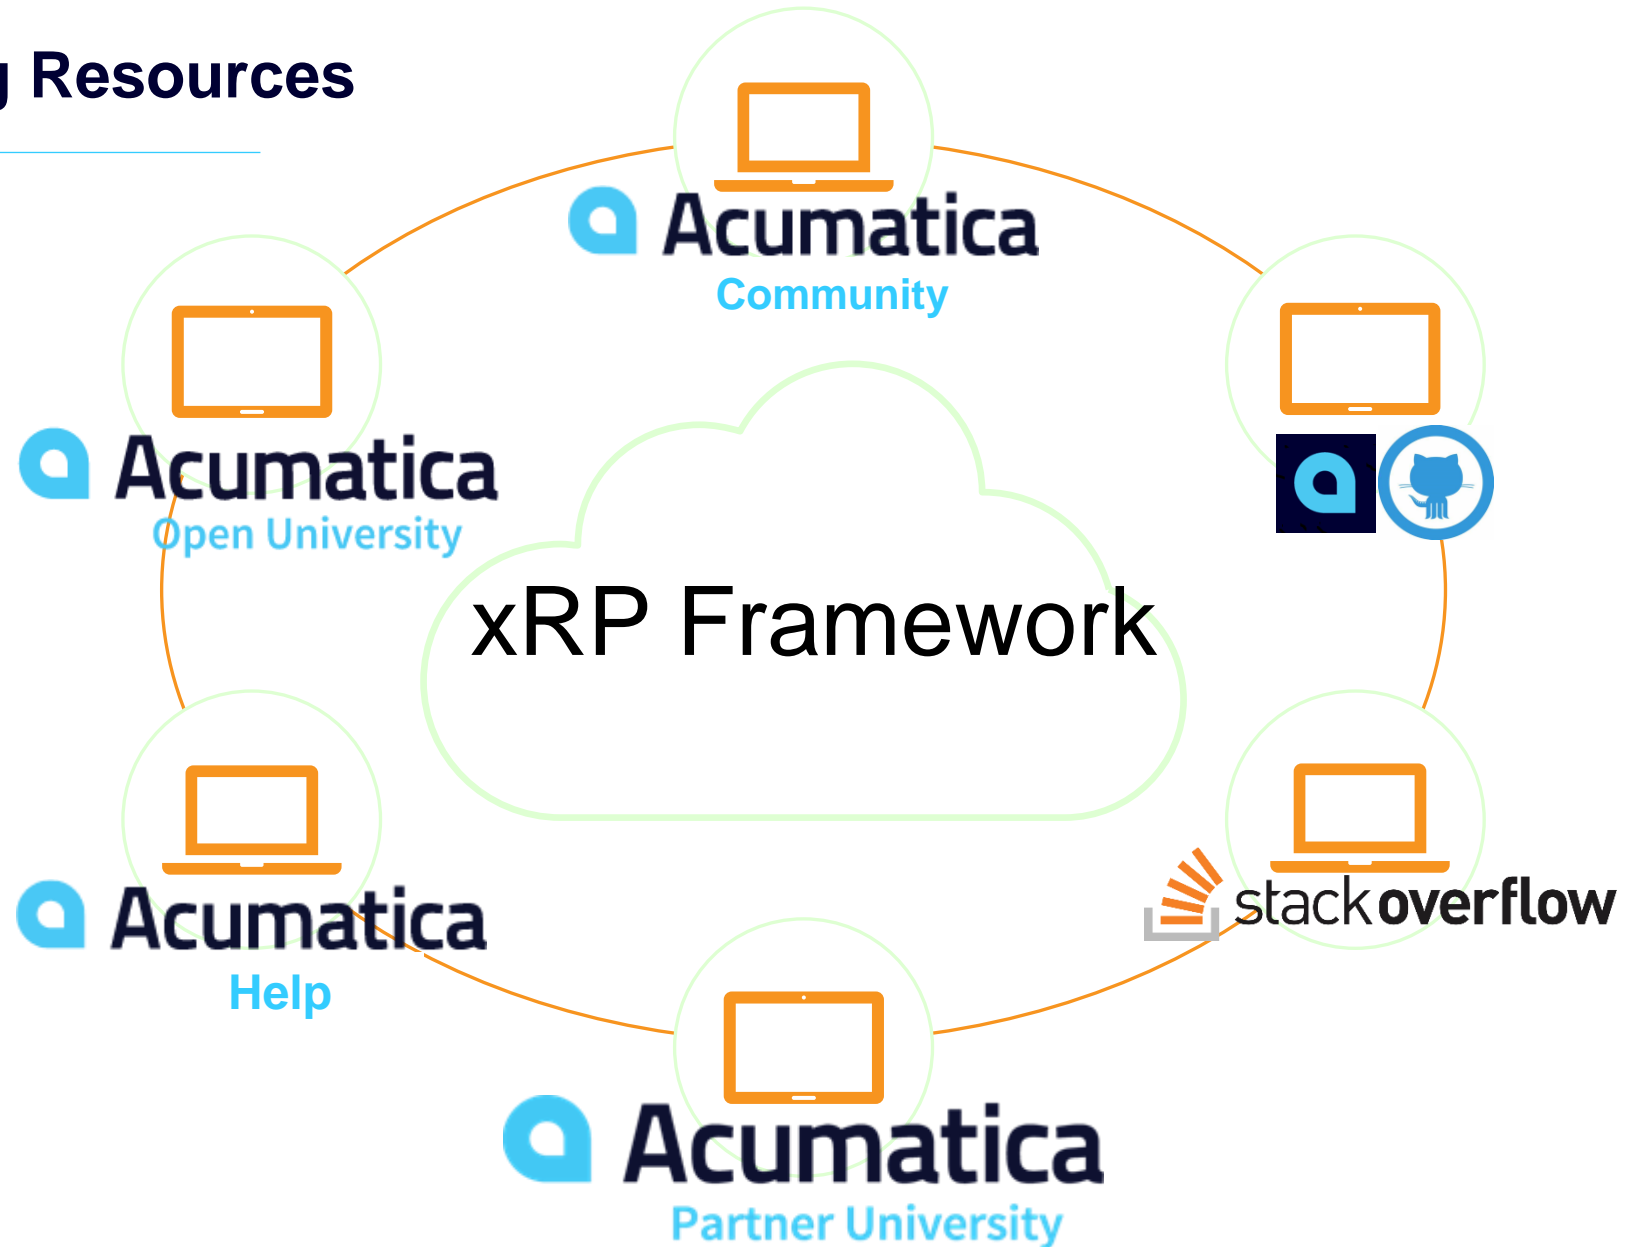 g Resources
Acumatica
Community
Acumatica
Open University
xRP Framework
Acumatica
Help
stackoverflow
Acumatica
Partner University